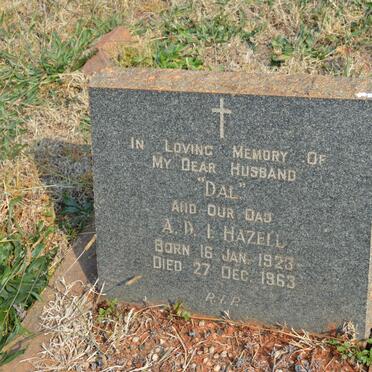 IN LOVING MEMORY OF
MY DEAR HUSBAND
"DAL"
AND OUR DAD
A. D. I. HAZELL
BORN 16 JAN. 1923
DIED 27 DEC. 1963
R.I.P.